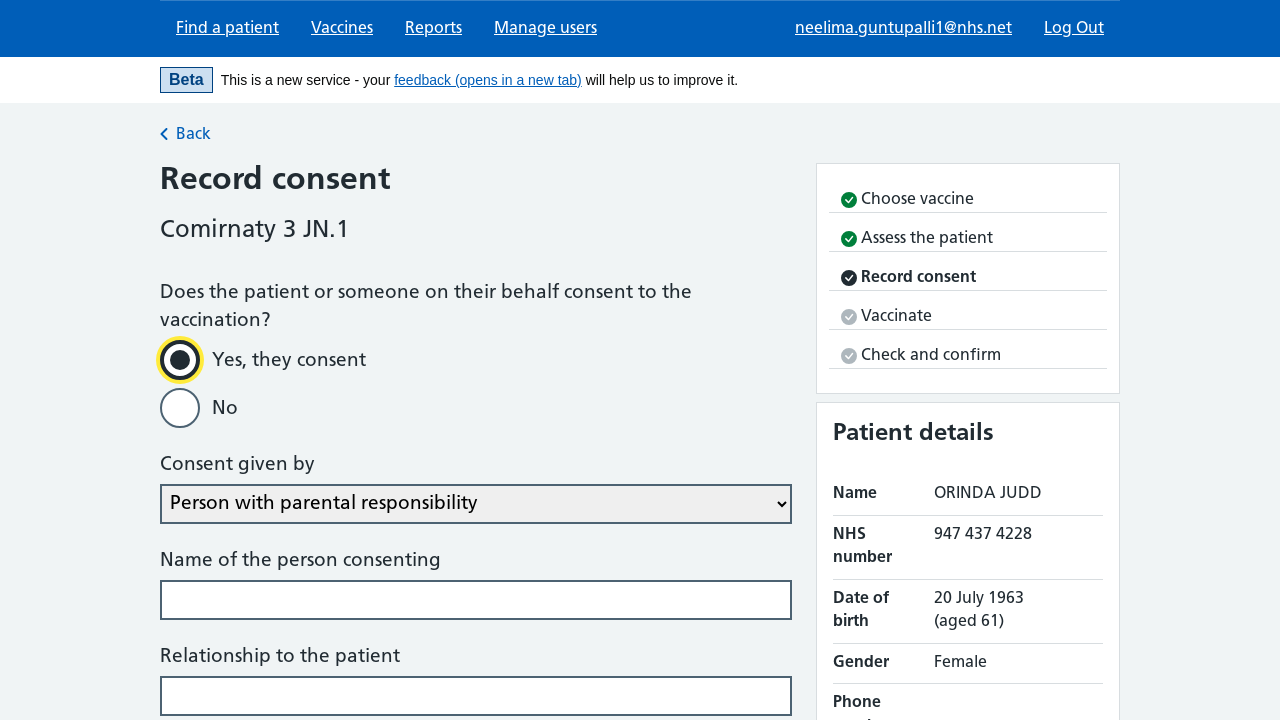 Find a patient Vaccines Reports Manage users neelima.guntupalli1@nhs.net Log Out
Beta This is a new service - your feedback (opens in a new tab) will help us to improve it.
Back
Record consent
Comirnaty 3 JN.1
Does the patient or someone on their behalf consent to the
vaccination?
Yes, they consent
No
Consent given by
Person with parental responsibility
Name of the person consenting
Relationship to the patient
Choose vaccine
Assess the patient
Record consent
Vaccinate
Check and confirm
Patient details
Name ORINDA JUDD
NHS 947 437 4228
number
Date of 20 July 1963
birth (aged 61)
Gender Female
Phone